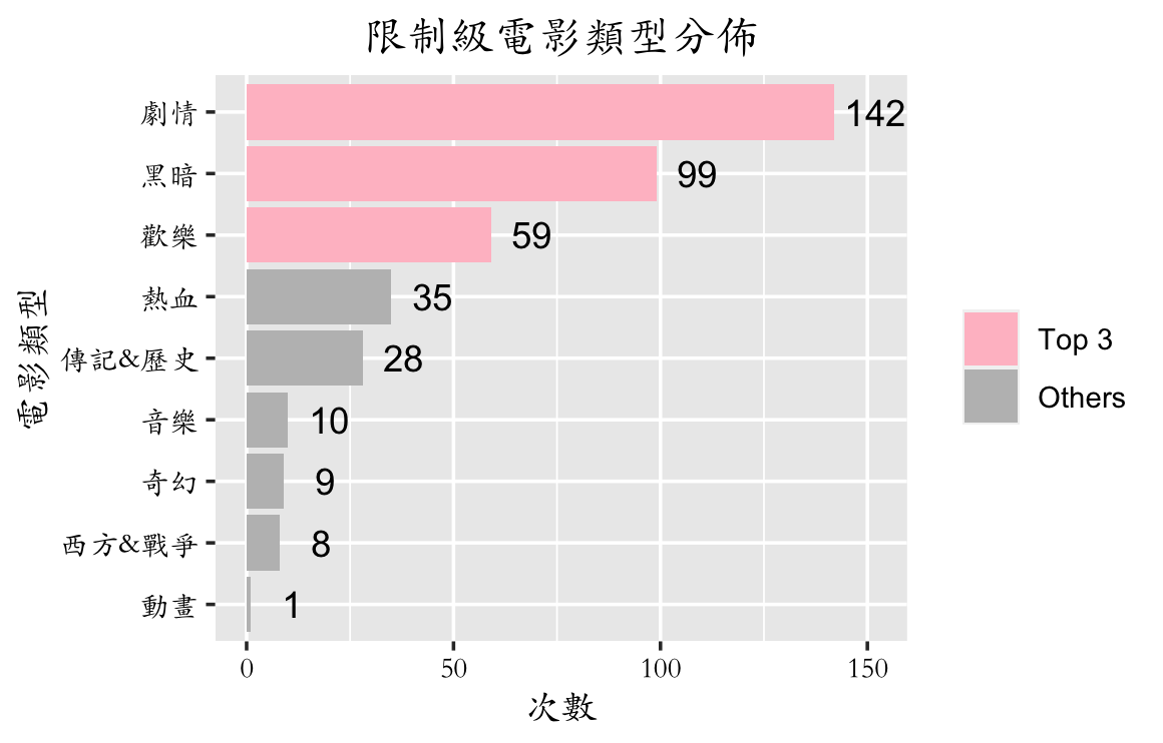 限制級電影類型分佈
電影類型
劇情 142
黑暗 99
歡樂 59
熱血 35
傳記&歷史 28
音樂 10
奇幻 9
西方&戰爭 8
動畫 1
0 50 100 150
次數
Top 3
Others